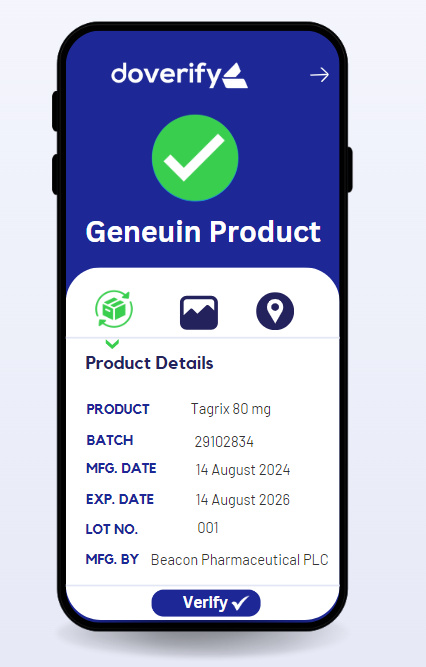 doverify
Geneuin Product
Product Details
PRODUCT Tagrix 80 mg
BATCH 29102834
MFG. DATE 14 August 2024
EXP. DATE 14 August 2026
LOT NO. 001
MFG. BY Beacon Pharmaceutical PLC
Verify